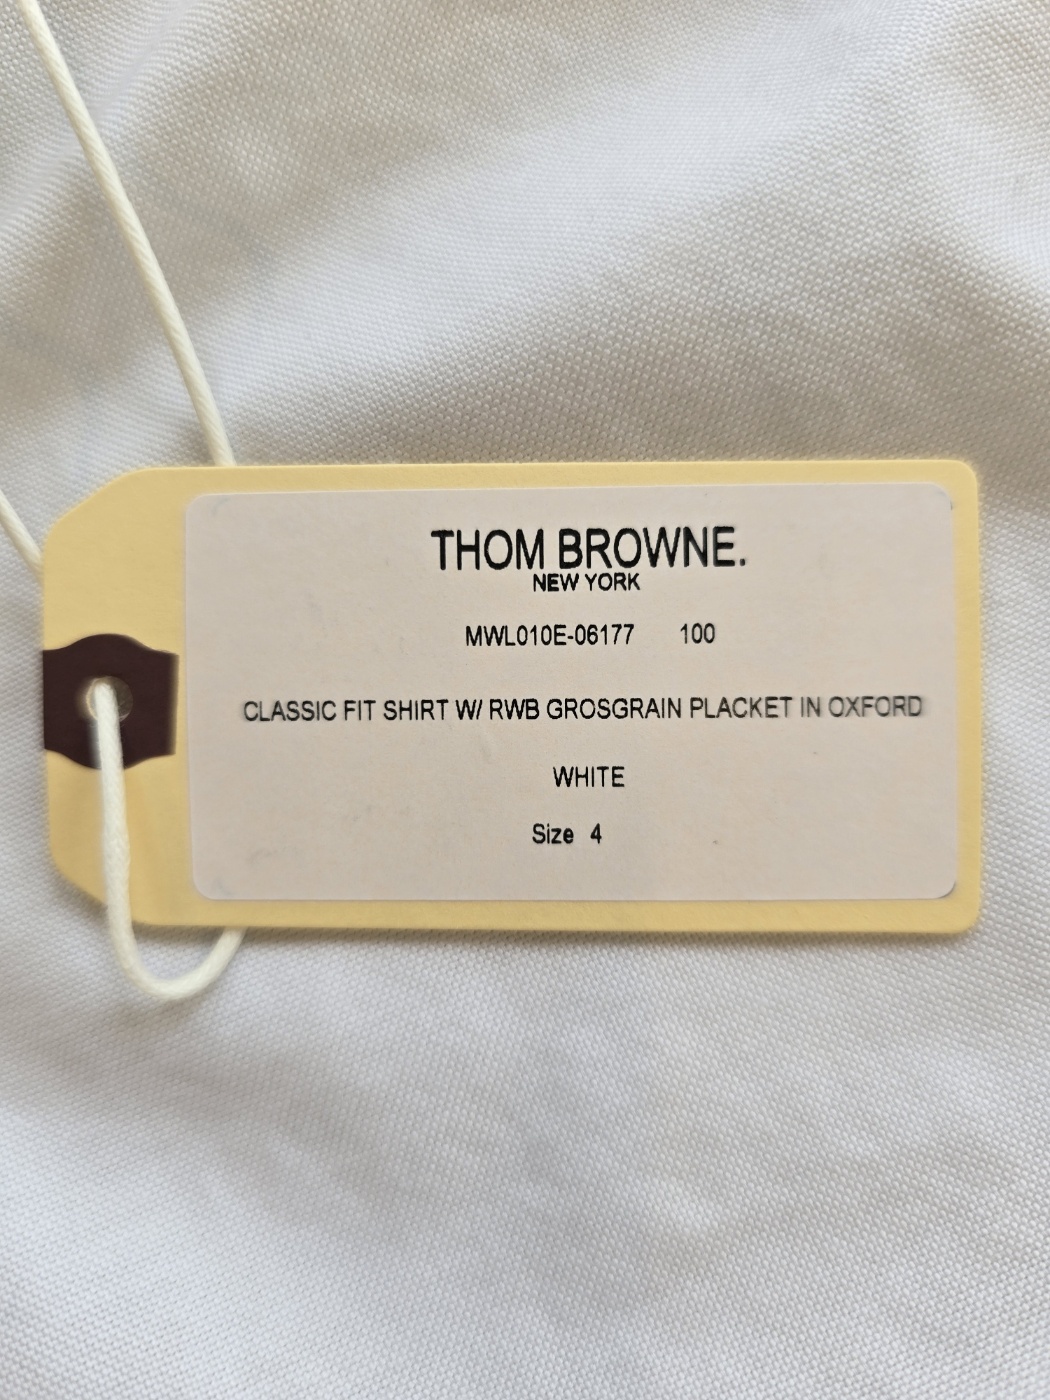 THOM BROWNE.
NEW YORK
MWL010E-06177 100
CLASSIC FIT SHIRT W/ RWB GROSGRAIN PLACKET IN OXFORD
WHITE
Size 4